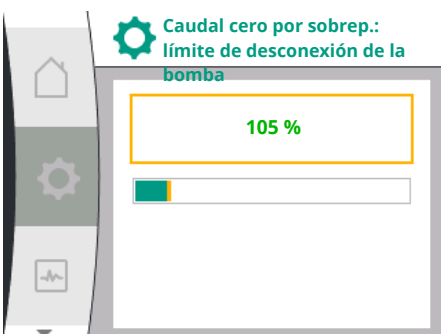 Caudal cero por sobrep.:
límite de desconexión de la
bomba
105 %